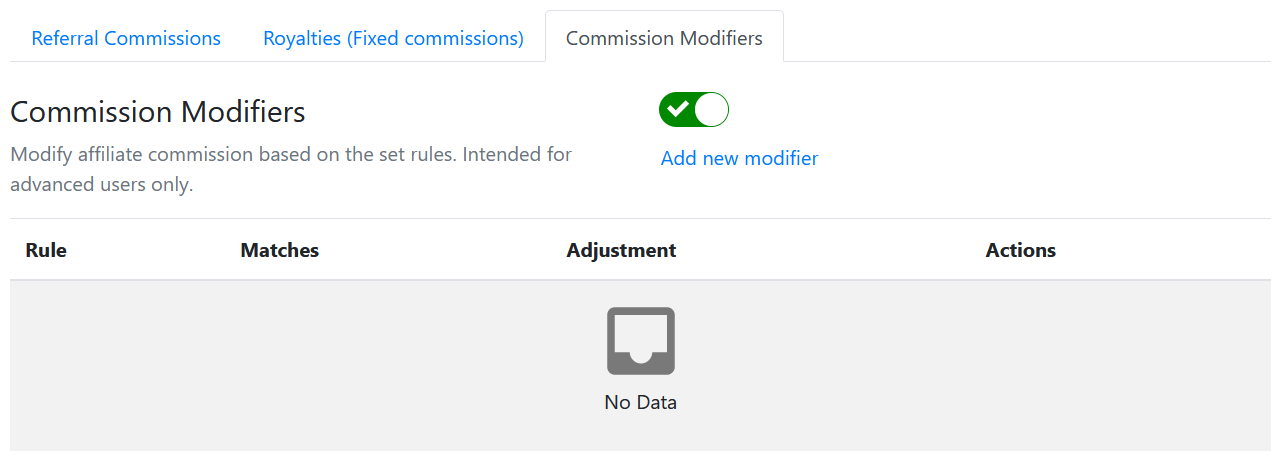 Referral Commissions
Royalties (Fixed commissions)
Commission Modifiers
Commission Modifiers
Modify affiliate commission based on the set rules. Intended for
advanced users only.
Add new modifier
Rule
Matches
Adjustment
Actions
No Data